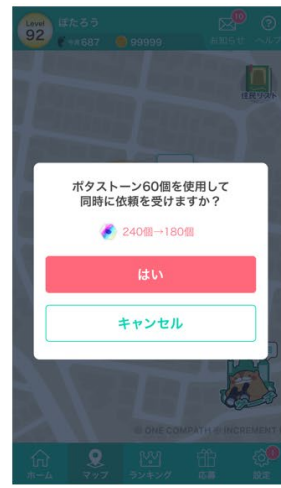 Level
92
ぽたろう
687
99999
10
お知らせ
ヘルプ
住民リスト
ポタストーン60個を使用して
同時に依頼を受けますか？
240個→180個
はい
キャンセル
© ONE COMPATH © INCREMENT
ホーム
マップ
ランキング
応募
設定